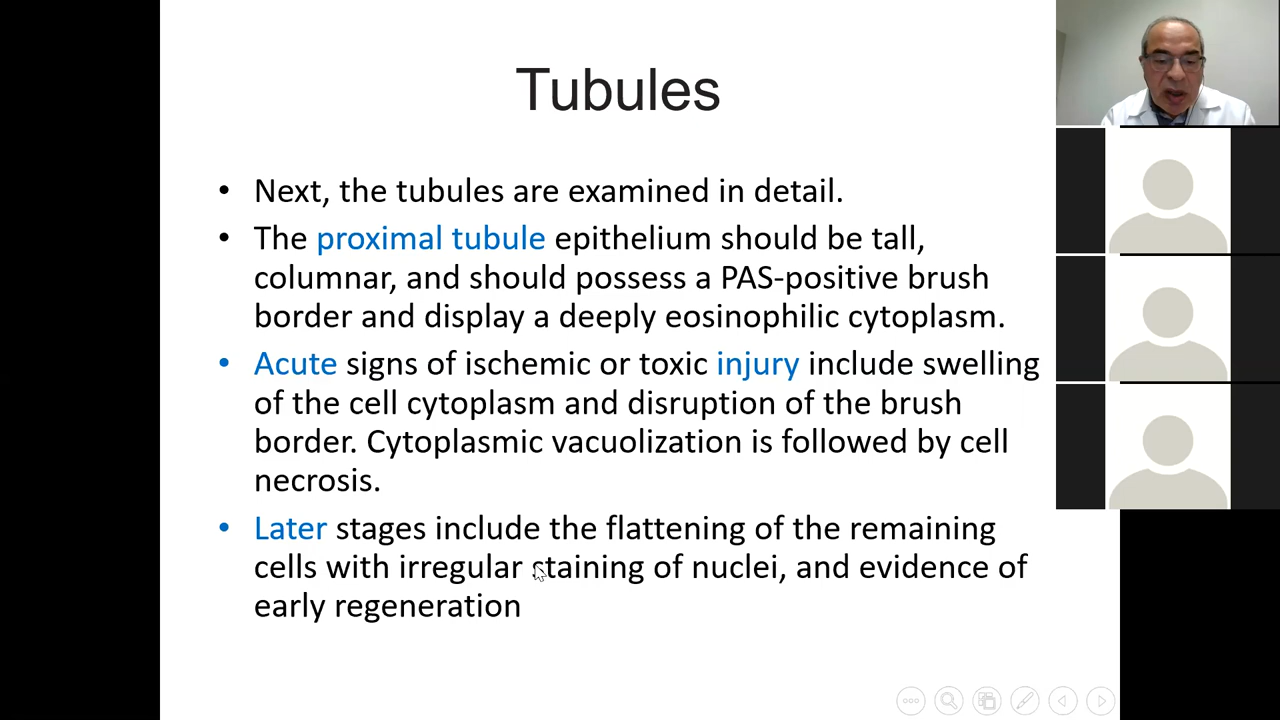 Tubules
• Next, the tubules are examined in detail.
• The proximal tubule epithelium should be tall,
columnar, and should possess a PAS-positive brush
border and display a deeply eosinophilic cytoplasm.
• Acute signs of ischemic or toxic injury include swelling
of the cell cytoplasm and disruption of the brush
border. Cytoplasmic vacuolization is followed by cell
necrosis.
• Later stages include the flattening of the remaining
cells with irregular staining of nuclei, and evidence of
early regeneration